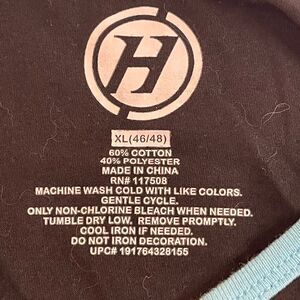 H
XL(46/48)
60% COTTON
40% POLYESTER
MADE IN CHINA
RN# 117508
MACHINE WASH COLD WITH LIKE COLORS.
GENTLE CYCLE.
ONLY NON-CHLORINE BLEACH WHEN NEEDED.
TUMBLE DRY LOW. REMOVE PROMPTLY.
COOL IRON IF NEEDED.
DO NOT IRON DECORATION.
UPC# 191764328155